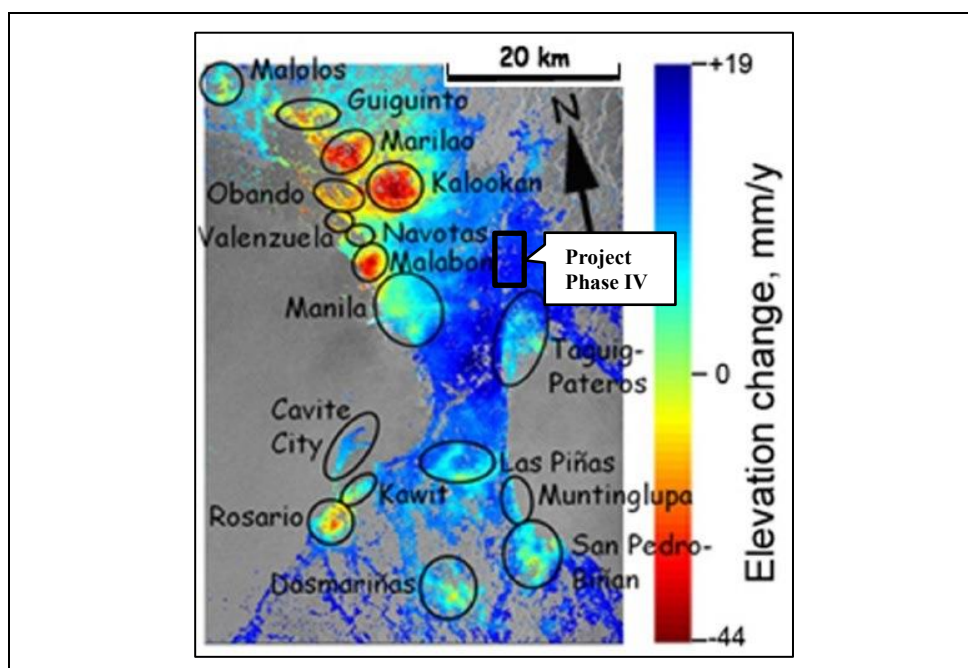 20 km
Malolos
Guiguinto
Marilao
Kalookan
Obando
Valenzuela
Navotas
Malabon
Manila
N
Project
Phase IV
Taguig-
Pateros
Cavite
City
Las Piñas
Kawit
Muntinglupa
Rosario
San Pedro-
Biñan
Dasmariñas
+19
0
-44
Elevation change, mm/y